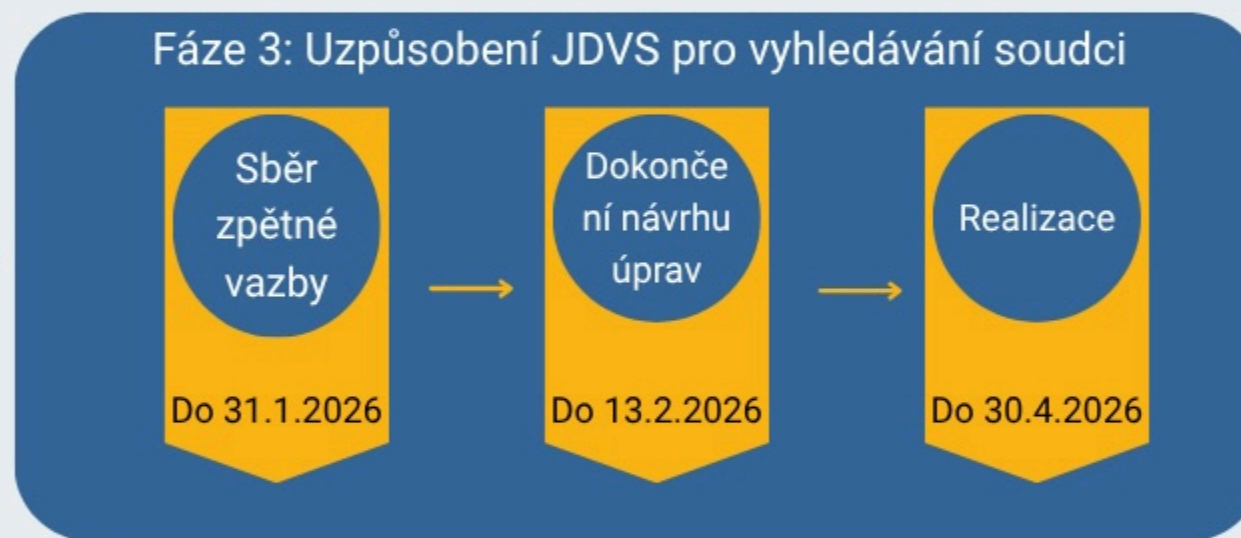 Fáze 3: Uzpůsobení JDVS pro vyhledávání soudci
Sběr
zpětné
vazby
Do 31.1.2026
Dokonče
ní návrhu
úprav
Do 13.2.2026
Realizace
Do 30.4.2026